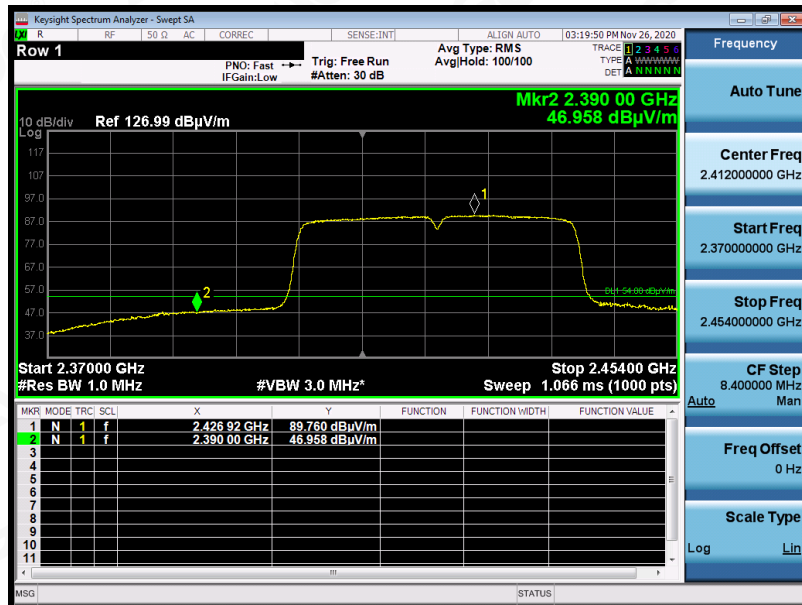 Keysight Spectrum Analyzer - Swept SA
LXI R RF 50 Ω AC CORREC SENSE:INT ALIGN AUTO 03:19:50 PM Nov 26, 2020
Row 1
PNO: Fast
IFGain:Low
Trig: Free Run
#Atten: 30 dB
Avg Type: RMS
Avg|Hold: 100/100
TRACE 1 2 3 4 5 6
TYPE A WWWWW
DET A N N N N N
Mkr2 2.390 00 GHz
46.958 dBµV/m
10 dB/div Ref 126.99 dBµV/m
Log
117
107
97.0
87.0
77.0
67.0
57.0
47.0
37.0
1
2
DL1 54.00 dBµV/m
Start 2.37000 GHz
Stop 2.45400 GHz
#Res BW 1.0 MHz #VBW 3.0 MHz* Sweep 1.066 ms (1000 pts)
MKR MODE TRC SCL X Y FUNCTION FUNCTION WIDTH FUNCTION VALUE
1 N 1 f 2.426 92 GHz 89.760 dBµV/m
2 N 1 f 2.390 00 GHz 46.958 dBµV/m
3
4
5
6
7
8
9
10
11
MSG STATUS
Frequency
Auto Tune
Center Freq
2.412000000 GHz
Start Freq
2.370000000 GHz
Stop Freq
2.454000000 GHz
CF Step
8.400000 MHz
Auto Man
Freq Offset
0 Hz
Scale Type
Log Lin